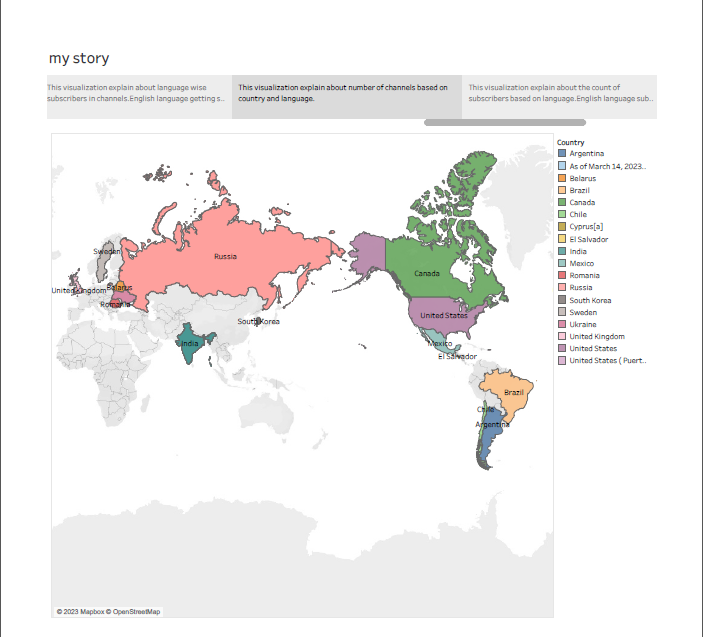 my story
This visualization explain about language wise
subscribers in channels.English language getting s..
This visualization explain about number of channels based on
country and language.
This visualization explain about the count of
subscribers based on language.English language sub..
Country
Argentina
As of March 14, 2023..
Belarus
Brazil
Canada
Chile
Cyprus[a]
El Salvador
India
Mexico
Romania
Russia
South Korea
Sweden
Ukraine
United Kingdom
United States
United States ( Puert..
Sweden
Russia
United Kingdom
Belarus
Romania
South Korea
India
Canada
United States
Mexico
El Salvador
Brazil
Chile
Argentina
© 2023 Mapbox © OpenStreetMap